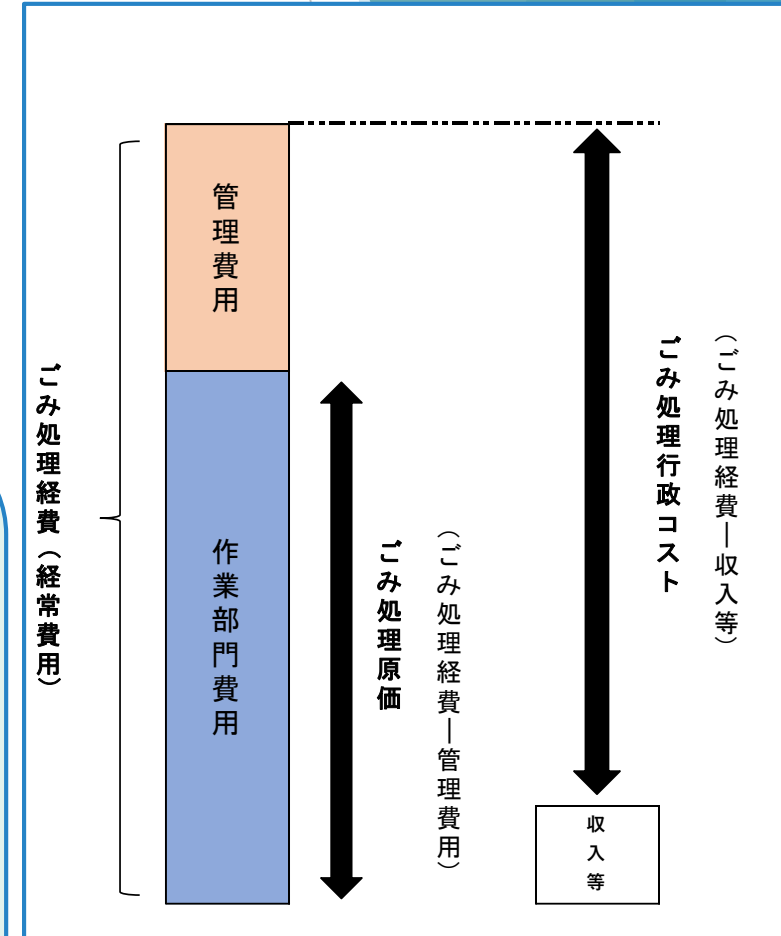 ごみ処理経費（経常費用）
管理費用
作業部門費用
ごみ処理原価
（ごみ処理経費―管理費用）
ごみ処理行政コスト
（ごみ処理経費―収入等）
収入等